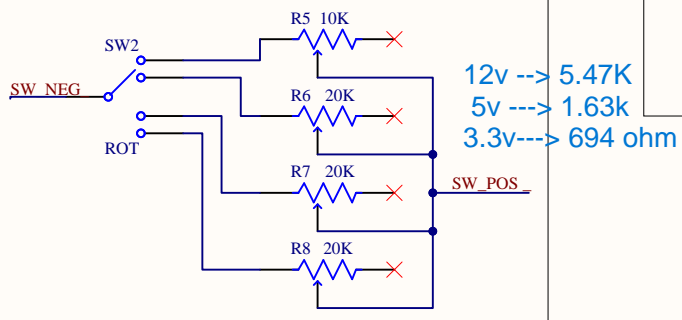 R5 10K
SW2
SW_NEG
12v --> 5.47K
R6 20K
5v ---> 1.63k
3.3v---> 694 ohm
ROT
R7 20K
SW_POS
R8 20K